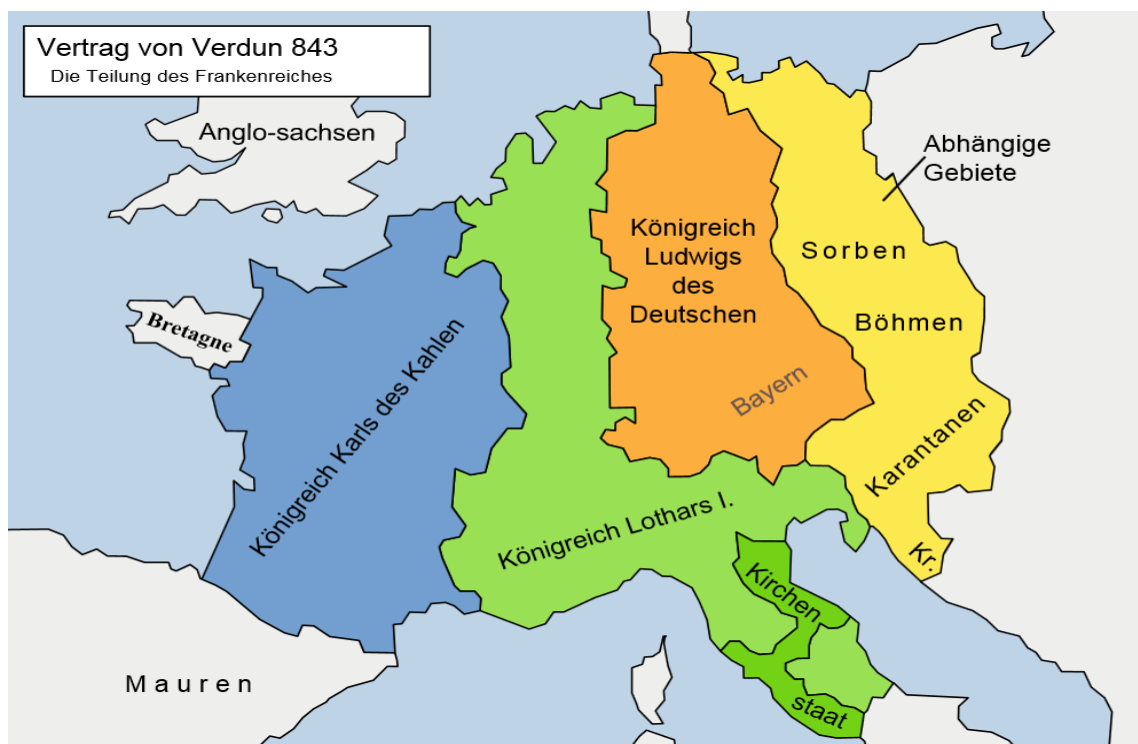 Vertrag von Verdun 843
Die Teilung des Frankenreiches
Anglo-sachsen
Abhängige
Gebiete
Königreich
Ludwigs
des
Deutschen
Sorben
Böhmen
Bretagne
Königreich Karls des Kahlen
Bayern
Karantanen
Königreich Lothars I.
Kr.
Kirchen
staat
Mauren